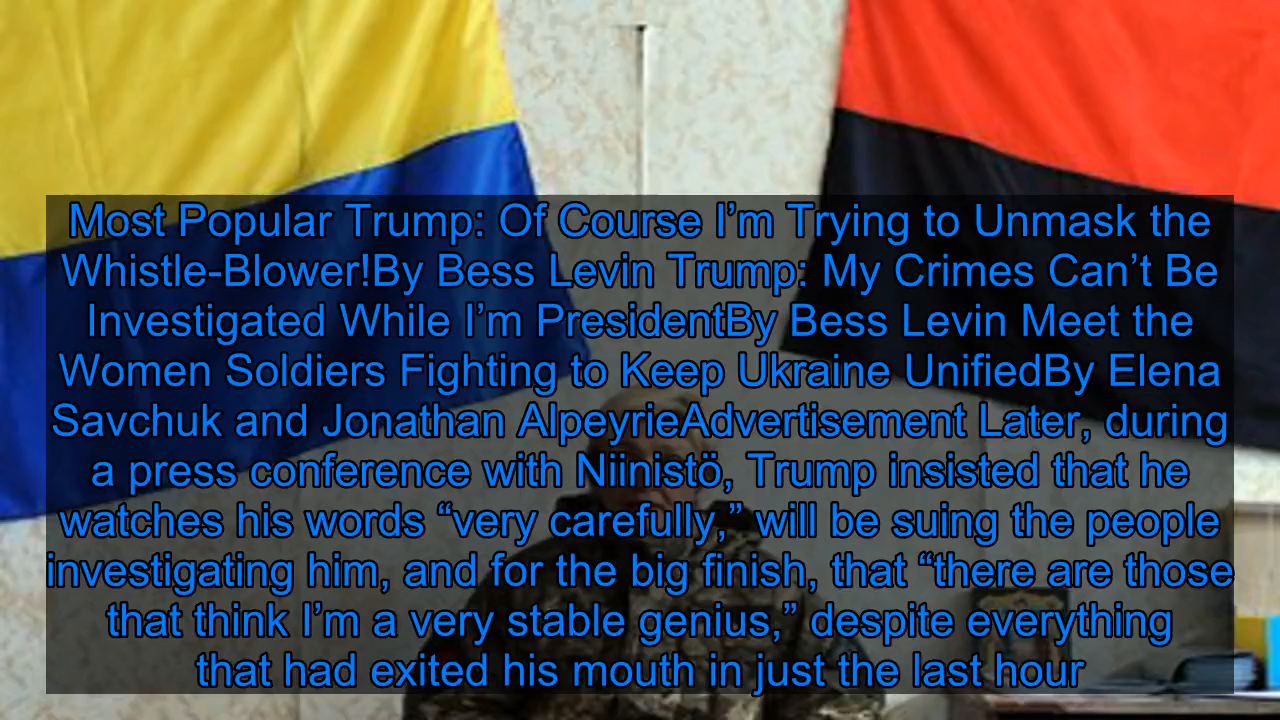 Most Popular Trump: Of Course I’m Trying to Unmask the
Whistle-Blower!By Bess Levin Trump: My Crimes Can’t Be
Investigated While I’m PresidentBy Bess Levin Meet the
Women Soldiers Fighting to Keep Ukraine UnifiedBy Elena
Savchuk and Jonathan AlpeyrieAdvertisement Later, during
a press conference with Niinistö, Trump insisted that he
watches his words “very carefully,” will be suing the people
investigating him, and for the big finish, that “there are those
that think I’m a very stable genius,” despite everything
that had exited his mouth in just the last hour